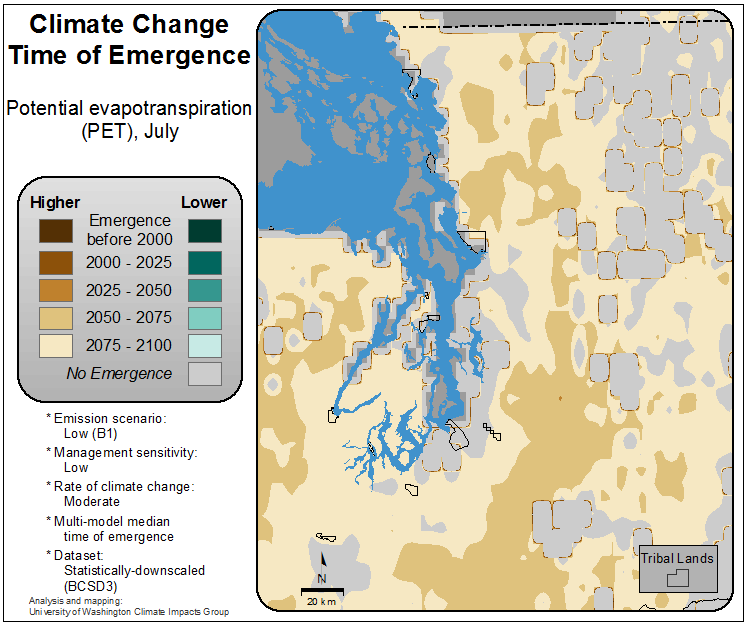 Climate Change
Time of Emergence
Potential evapotranspiration
(PET), July
Higher
Lower
Emergence
before 2000
2000 - 2025
2025 - 2050
2050 - 2075
2075 - 2100
No Emergence
* Emission scenario:
Low (B1)
* Management sensitivity:
Low
* Rate of climate change:
Moderate
* Multi-model median
time of emergence
* Dataset:
Statistically-downscaled
(BCSD3)
Analysis and mapping:
University of Washington Climate Impacts Group
N
20 km
Tribal Lands